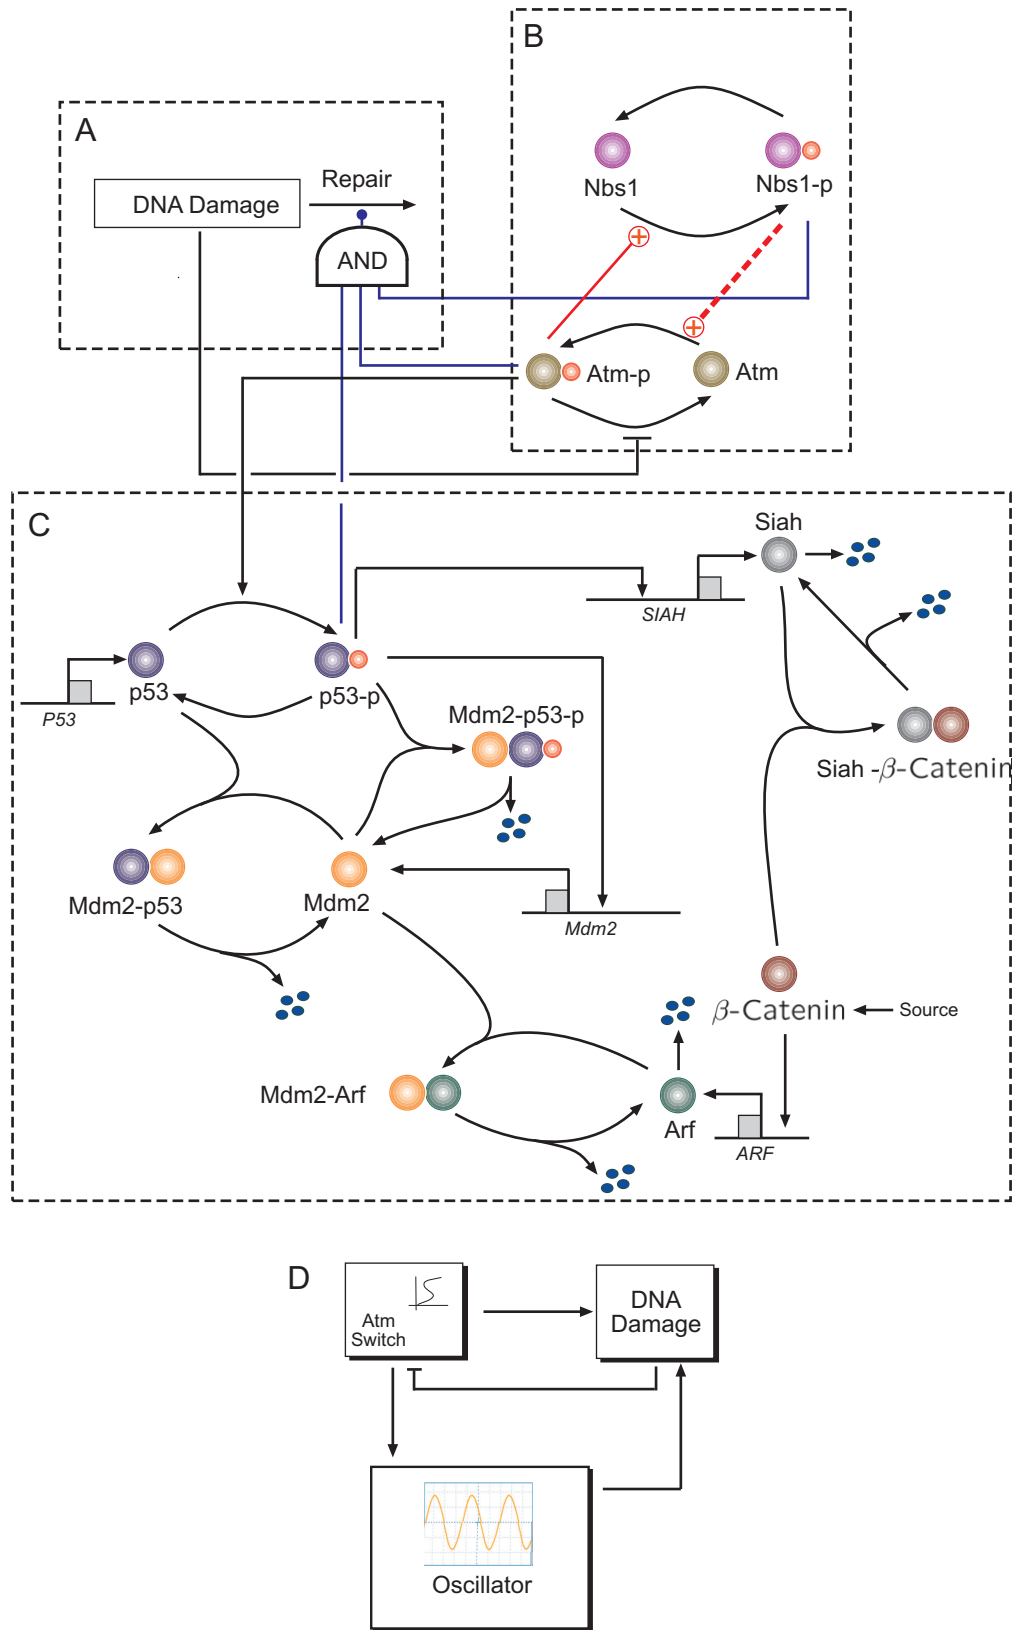 B
A
Repair
DNA Damage
AND
Nbs1
Nbs1-p
Atm-p
Atm
C
Siah
SIAH
p53
p53-p
P53
Mdm2-p53-p
Siah -β-Catenin
Mdm2-p53
Mdm2
Mdm2
β-Catenin
Source
Mdm2-Arf
Arf
ARF
D
Atm
Switch
DNA
Damage
Oscillator